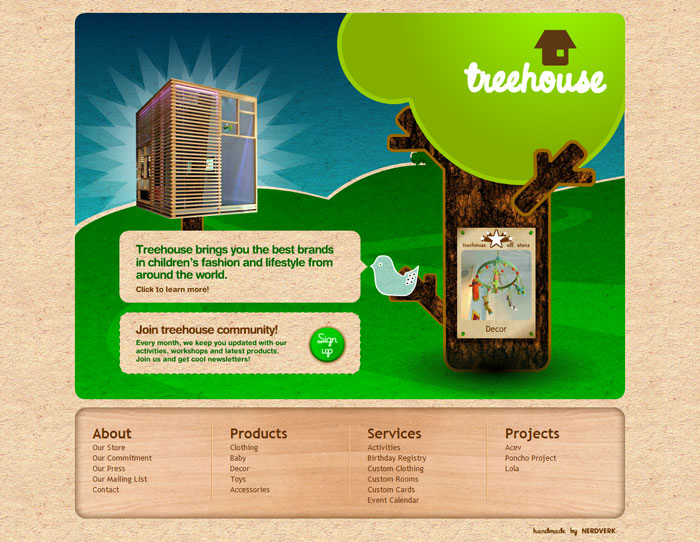 treehouse
Treehouse brings you the best brands
in children's fashion and lifestyle from
around the world.
Click to learn more!
treehouse all stars
Decor
Join treehouse community!
Every month, we keep you updated with our
activities, workshops and latest products.
Join us and get cool newsletters!
Sign
up
About
Our Store
Our Commitment
Our Press
Our Mailing List
Contact
Products
Clothing
Baby
Decor
Toys
Accessories
Services
Activities
Birthday Registry
Custom Clothing
Custom Rooms
Custom Cards
Event Calendar
Projects
Acev
Poncho Project
Lola
handmade by NERDVERK